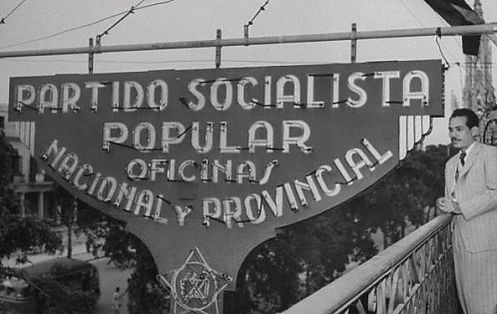 PARTIDO SOCIALISTA
POPULAR
OFICINAS
NACIONAL Y PROVINCIAL